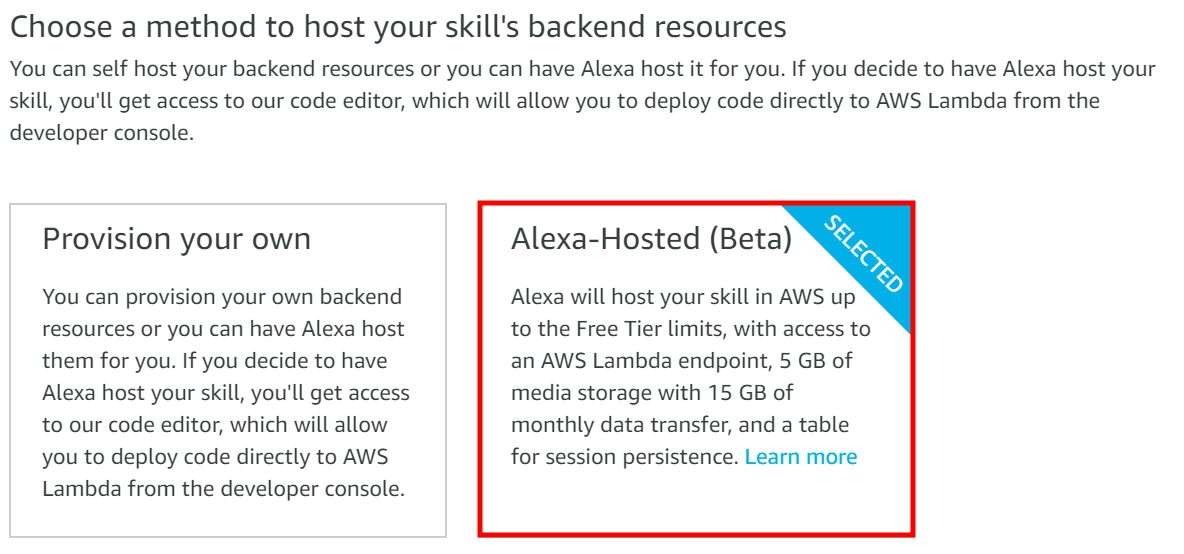 Choose a method to host your skill's backend resources
You can self host your backend resources or you can have Alexa host it for you. If you decide to have Alexa host your
skill, you'll get access to our code editor, which will allow you to deploy code directly to AWS Lambda from the
developer console.
Provision your own
You can provision your own backend
resources or you can have Alexa host
them for you. If you decide to have
Alexa host your skill, you'll get access
to our code editor, which will allow
you to deploy code directly to AWS
Lambda from the developer console.
Alexa-Hosted (Beta)
SELECTED
Alexa will host your skill in AWS up
to the Free Tier limits, with access to
an AWS Lambda endpoint, 5 GB of
media storage with 15 GB of
monthly data transfer, and a table
for session persistence. Learn more